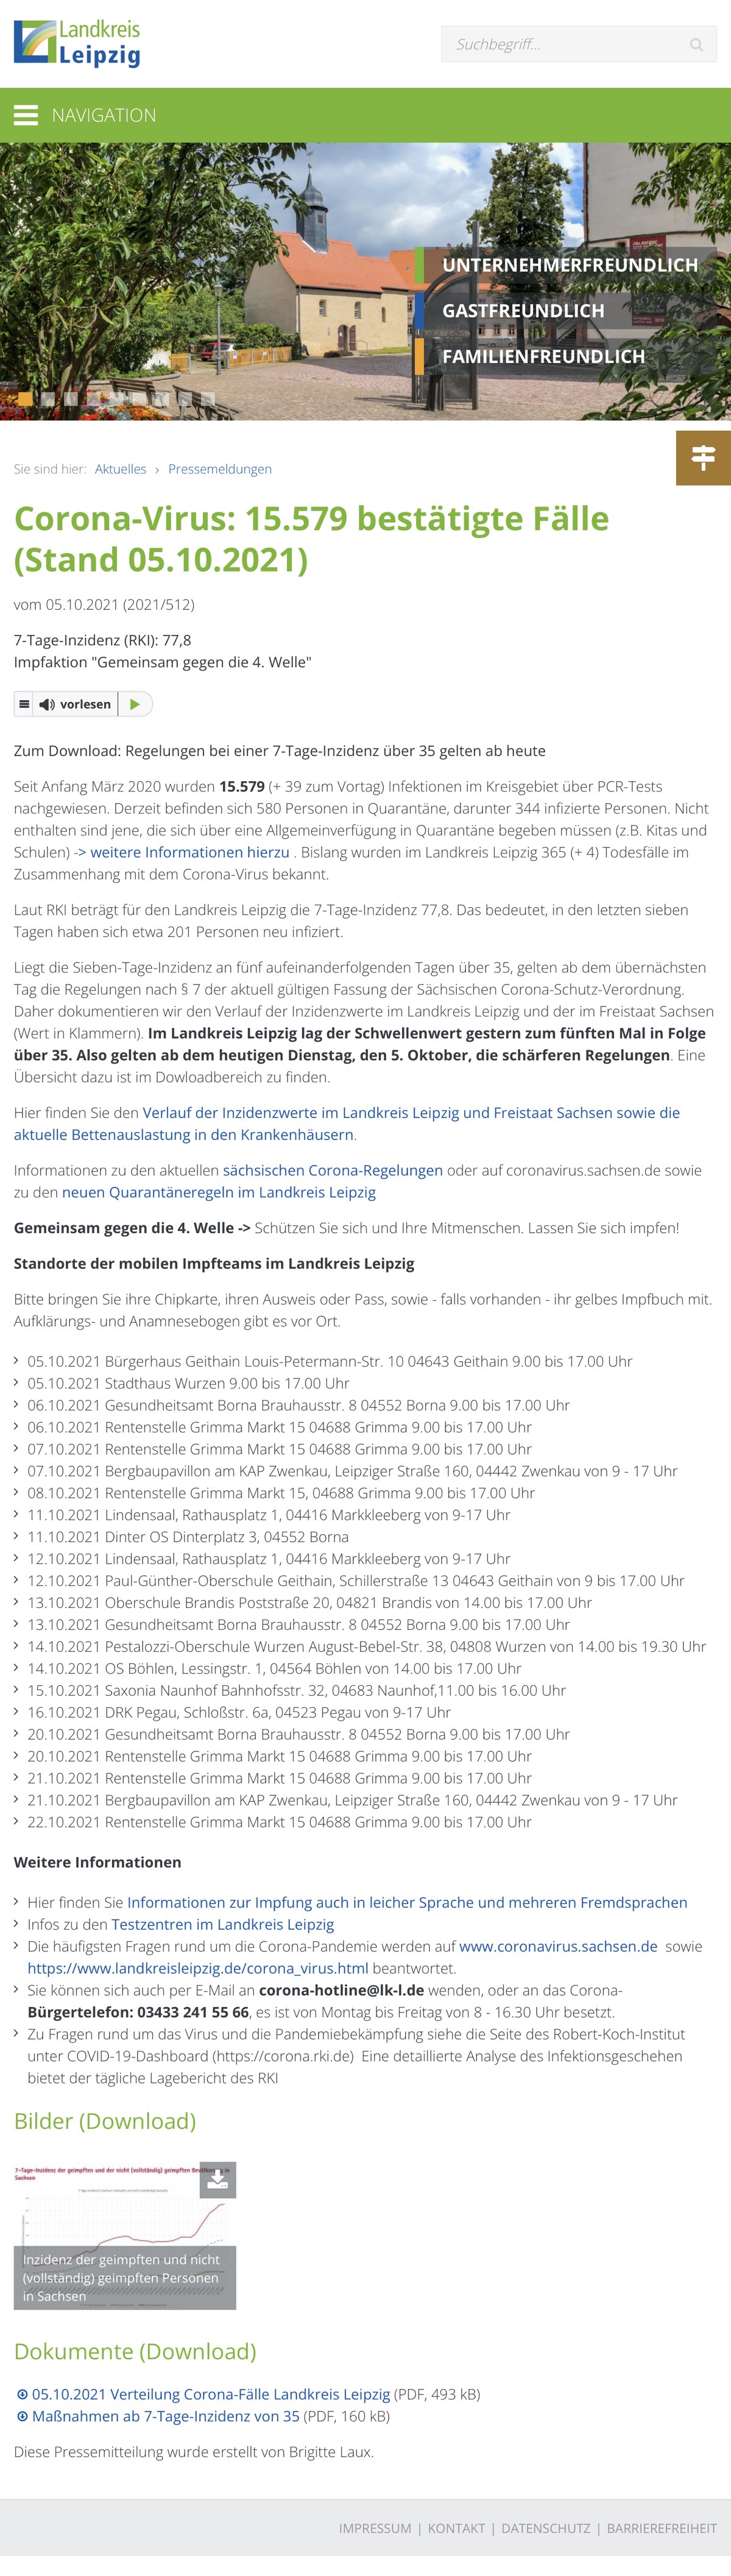 Landkreis
Leipzig
Suchbegriff...
NAVIGATION
UNTERNEHMERFREUNDLICH
GASTFREUNDLICH
FAMILIENFREUNDLICH
Sie sind hier: Aktuelles › Pressemeldungen
Corona-Virus: 15.579 bestätigte Fälle
(Stand 05.10.2021)
vom 05.10.2021 (2021/512)
7-Tage-Inzidenz (RKI): 77,8
Impfaktion "Gemeinsam gegen die 4. Welle"
vorlesen
Zum Download: Regelungen bei einer 7-Tage-Inzidenz über 35 gelten ab heute
Seit Anfang März 2020 wurden 15.579 (+ 39 zum Vortag) Infektionen im Kreisgebiet über PCR-Tests
nachgewiesen. Derzeit befinden sich 580 Personen in Quarantäne, darunter 344 infizierte Personen. Nicht
enthalten sind jene, die sich über eine Allgemeinverfügung in Quarantäne begeben müssen (z.B. Kitas und
Schulen) -> weitere Informationen hierzu . Bislang wurden im Landkreis Leipzig 365 (+ 4) Todesfälle im
Zusammenhang mit dem Corona-Virus bekannt.
Laut RKI beträgt für den Landkreis Leipzig die 7-Tage-Inzidenz 77,8. Das bedeutet, in den letzten sieben
Tagen haben sich etwa 201 Personen neu infiziert.
Liegt die Sieben-Tage-Inzidenz an fünf aufeinanderfolgenden Tagen über 35, gelten ab dem übernächsten
Tag die Regelungen nach § 7 der aktuell gültigen Fassung der Sächsischen Corona-Schutz-Verordnung.
Daher dokumentieren wir den Verlauf der Inzidenzwerte im Landkreis Leipzig und der im Freistaat Sachsen
(Wert in Klammern). Im Landkreis Leipzig lag der Schwellenwert gestern zum fünften Mal in Folge
über 35. Also gelten ab dem heutigen Dienstag, den 5. Oktober, die schärferen Regelungen. Eine
Übersicht dazu ist im Dowloadbereich zu finden.
Hier finden Sie den Verlauf der Inzidenzwerte im Landkreis Leipzig und Freistaat Sachsen sowie die
aktuelle Bettenauslastung in den Krankenhäusern.
Informationen zu den aktuellen sächsischen Corona-Regelungen oder auf coronavirus.sachsen.de sowie
zu den neuen Quarantäneregeln im Landkreis Leipzig
Gemeinsam gegen die 4. Welle -> Schützen Sie sich und Ihre Mitmenschen. Lassen Sie sich impfen!
Standorte der mobilen Impfteams im Landkreis Leipzig
Bitte bringen Sie ihre Chipkarte, ihren Ausweis oder Pass, sowie - falls vorhanden - ihr gelbes Impfbuch mit.
Aufklärungs- und Anamnesebogen gibt es vor Ort.
› 05.10.2021 Bürgerhaus Geithain Louis-Petermann-Str. 10 04643 Geithain 9.00 bis 17.00 Uhr
› 05.10.2021 Stadthaus Wurzen 9.00 bis 17.00 Uhr
› 06.10.2021 Gesundheitsamt Borna Brauhausstr. 8 04552 Borna 9.00 bis 17.00 Uhr
› 06.10.2021 Rentenstelle Grimma Markt 15 04688 Grimma 9.00 bis 17.00 Uhr
› 07.10.2021 Rentenstelle Grimma Markt 15 04688 Grimma 9.00 bis 17.00 Uhr
› 07.10.2021 Bergbaupavillon am KAP Zwenkau, Leipziger Straße 160, 04442 Zwenkau von 9 - 17 Uhr
› 08.10.2021 Rentenstelle Grimma Markt 15, 04688 Grimma 9.00 bis 17.00 Uhr
› 11.10.2021 Lindensaal, Rathausplatz 1, 04416 Markkleeberg von 9-17 Uhr
› 11.10.2021 Dinter OS Dinterplatz 3, 04552 Borna
› 12.10.2021 Lindensaal, Rathausplatz 1, 04416 Markkleeberg von 9-17 Uhr
› 12.10.2021 Paul-Günther-Oberschule Geithain, Schillerstraße 13 04643 Geithain von 9 bis 17.00 Uhr
› 13.10.2021 Oberschule Brandis Poststraße 20, 04821 Brandis von 14.00 bis 17.00 Uhr
› 13.10.2021 Gesundheitsamt Borna Brauhausstr. 8 04552 Borna 9.00 bis 17.00 Uhr
› 14.10.2021 Pestalozzi-Oberschule Wurzen August-Bebel-Str. 38, 04808 Wurzen von 14.00 bis 19.30 Uhr
› 14.10.2021 OS Böhlen, Lessingstr. 1, 04564 Böhlen von 14.00 bis 17.00 Uhr
› 15.10.2021 Saxonia Naunhof Bahnhofsstr. 32, 04683 Naunhof,11.00 bis 16.00 Uhr
› 16.10.2021 DRK Pegau, Schloßstr. 6a, 04523 Pegau von 9-17 Uhr
› 20.10.2021 Gesundheitsamt Borna Brauhausstr. 8 04552 Borna 9.00 bis 17.00 Uhr
› 20.10.2021 Rentenstelle Grimma Markt 15 04688 Grimma 9.00 bis 17.00 Uhr
› 21.10.2021 Rentenstelle Grimma Markt 15 04688 Grimma 9.00 bis 17.00 Uhr
› 21.10.2021 Bergbaupavillon am KAP Zwenkau, Leipziger Straße 160, 04442 Zwenkau von 9 - 17 Uhr
› 22.10.2021 Rentenstelle Grimma Markt 15 04688 Grimma 9.00 bis 17.00 Uhr
Weitere Informationen
› Hier finden Sie Informationen zur Impfung auch in leicher Sprache und mehreren Fremdsprachen
› Infos zu den Testzentren im Landkreis Leipzig
› Die häufigsten Fragen rund um die Corona-Pandemie werden auf www.coronavirus.sachsen.de sowie
https://www.landkreisleipzig.de/corona_virus.html beantwortet.
› Sie können sich auch per E-Mail an corona-hotline@lk-l.de wenden, oder an das Corona-
Bürgertelefon: 03433 241 55 66, es ist von Montag bis Freitag von 8 - 16.30 Uhr besetzt.
› Zu Fragen rund um das Virus und die Pandemiebekämpfung siehe die Seite des Robert-Koch-Institut
unter COVID-19-Dashboard (https://corona.rki.de) Eine detaillierte Analyse des Infektionsgeschehen
bietet der tägliche Lagebericht des RKI
Bilder (Download)
7-Tage-Inzidenz der geimpften und der nicht (vollständig) geimpften Bevölkerung in
Sachsen
Inzidenz der geimpften und nicht
(vollständig) geimpften Personen
in Sachsen
Dokumente (Download)
05.10.2021 Verteilung Corona-Fälle Landkreis Leipzig (PDF, 493 kB)
Maßnahmen ab 7-Tage-Inzidenz von 35 (PDF, 160 kB)
Diese Pressemitteilung wurde erstellt von Brigitte Laux.
IMPRESSUM | KONTAKT | DATENSCHUTZ | BARRIEREFREIHEIT